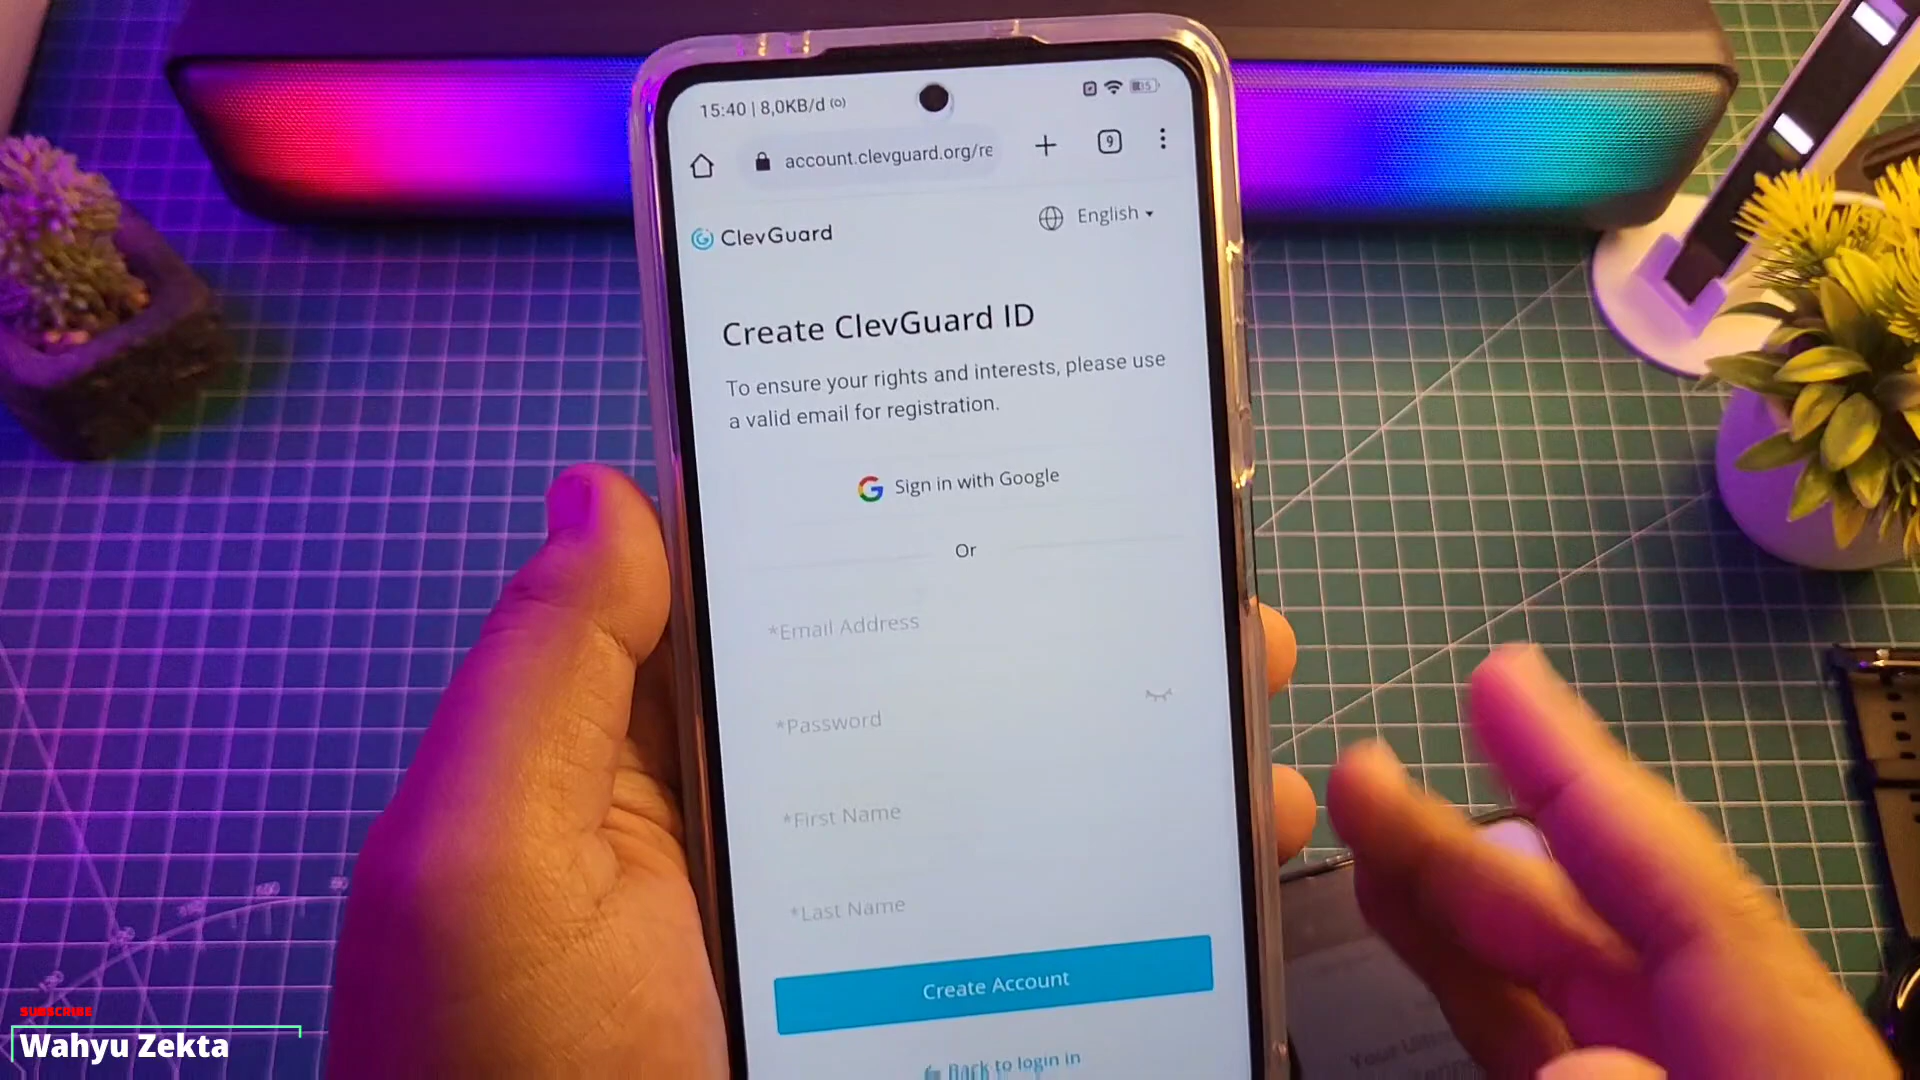 15:40 | 8,0KB/d
account.clevguard.org/re
9
ClevGuard
English
Create ClevGuard ID
To ensure your rights and interests, please use
a valid email for registration.
Sign in with Google
Or
*Email Address
*Password
*First Name
*Last Name
Create Account
Back to login in
SUBSCRIBE
Wahyu Zekta